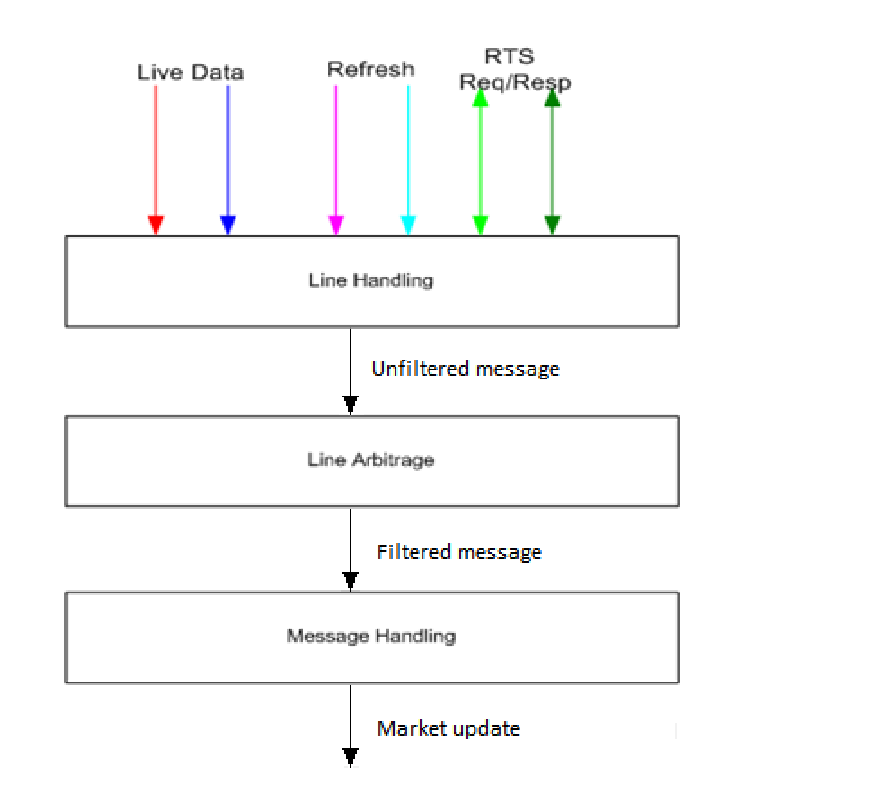 Live Data
Refresh
RTS
Req/Resp
Line Handling
Unfiltered message
Line Arbitrage
Filtered message
Message Handling
Market update